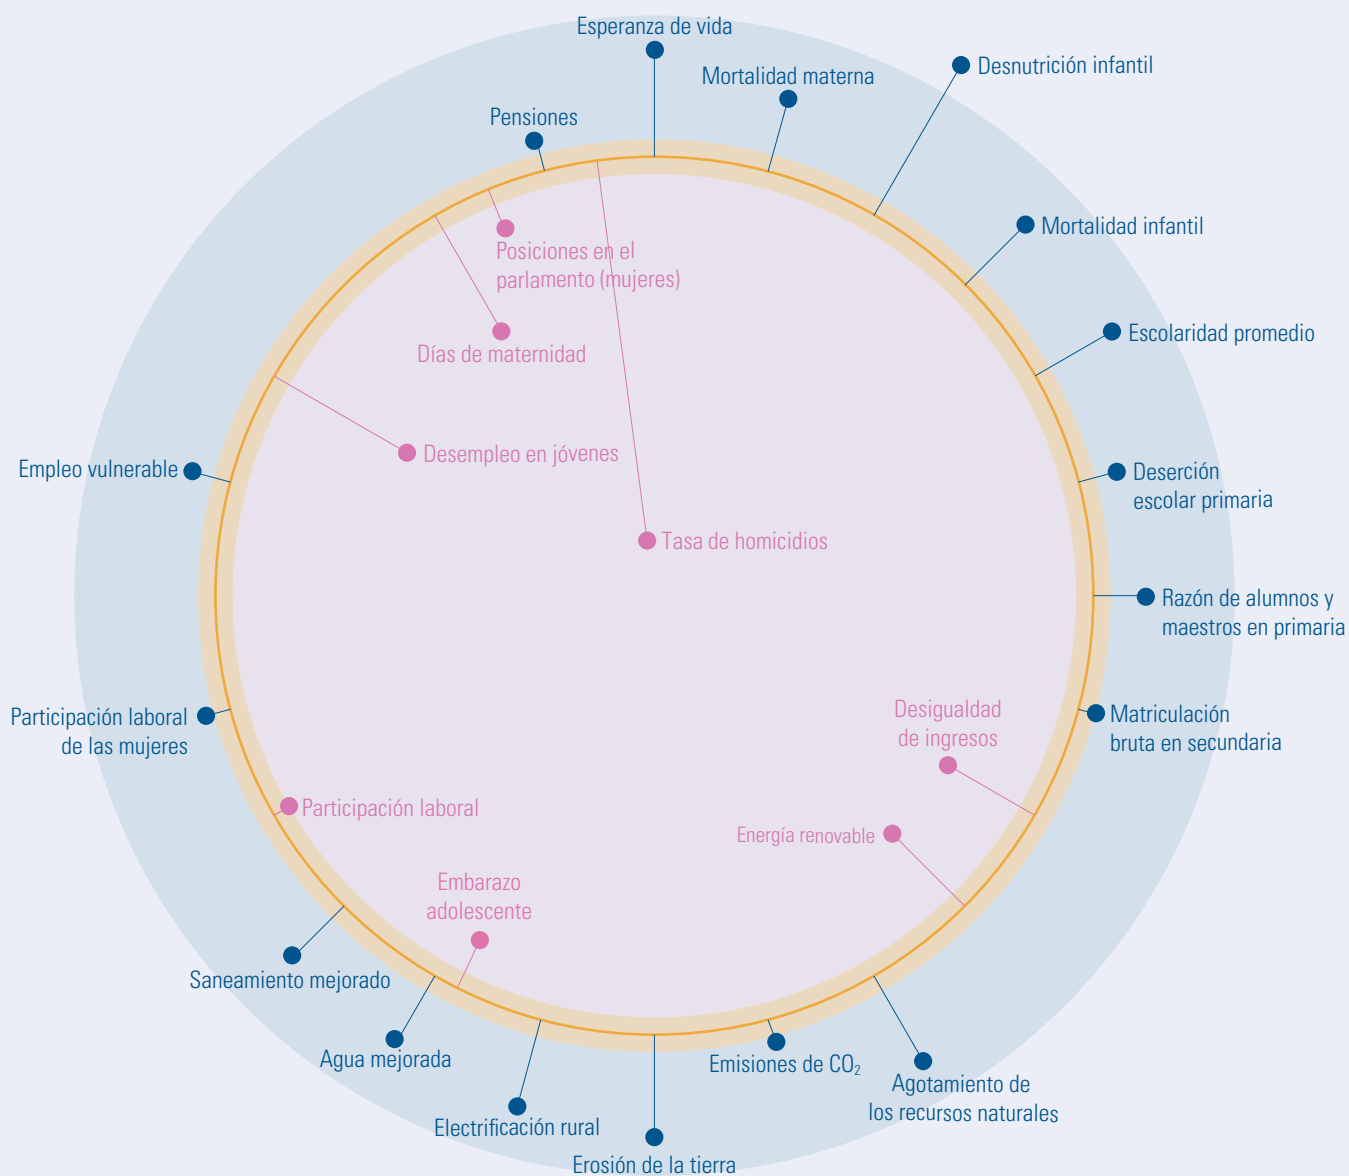 Esperanza de vida
Mortalidad materna
Desnutrición infantil
Pensiones
Mortalidad infantil
Posiciones en el
parlamento (mujeres)
Escolaridad promedio
Días de maternidad
Desempleo en jóvenes
Empleo vulnerable
Deserción
escolar primaria
Tasa de homicidios
Razón de alumnos y
maestros en primaria
Participación laboral
de las mujeres
Desigualdad
de ingresos
Matriculación
bruta en secundaria
Participación laboral
Energía renovable
Embarazo
adolescente
Saneamiento mejorado
Agua mejorada
Emisiones de CO₂
Agotamiento de
los recursos naturales
Electrificación rural
Erosión de la tierra